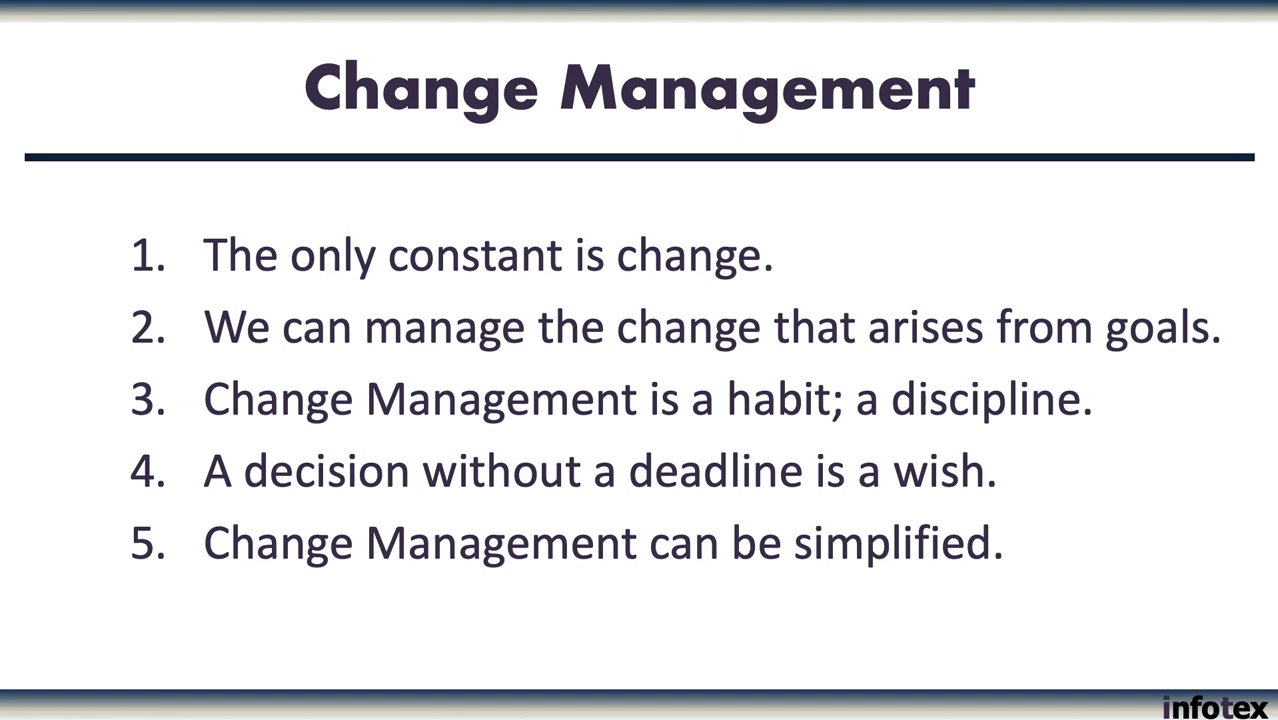 Change Management
1. The only constant is change.
2. We can manage the change that arises from goals.
3. Change Management is a habit; a discipline.
4. A decision without a deadline is a wish.
5. Change Management can be simplified.
infotex